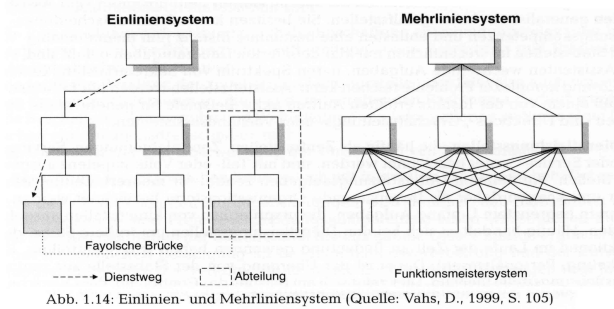 Einliniensystem
Mehrliniensystem
Fayolsche Brücke
Dienstweg
Abteilung
Funktionsmeistersystem
Abb. 1.14: Einlinien- und Mehrliniensystem (Quelle: Vahs, D., 1999, S. 105)